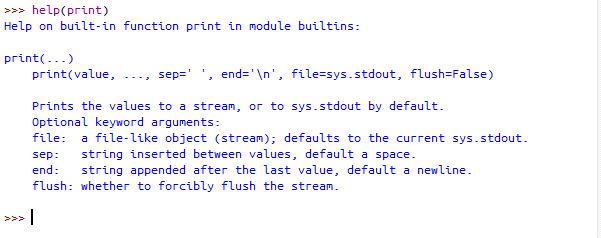 >>> help(print)
Help on built-in function print in module builtins:

print(...)
    print(value, ..., sep=' ', end='\n', file=sys.stdout, flush=False)

    Prints the values to a stream, or to sys.stdout by default.
    Optional keyword arguments:
    file:  a file-like object (stream); defaults to the current sys.stdout.
    sep:   string inserted between values, default a space.
    end:   string appended after the last value, default a newline.
    flush: whether to forcibly flush the stream.

>>>